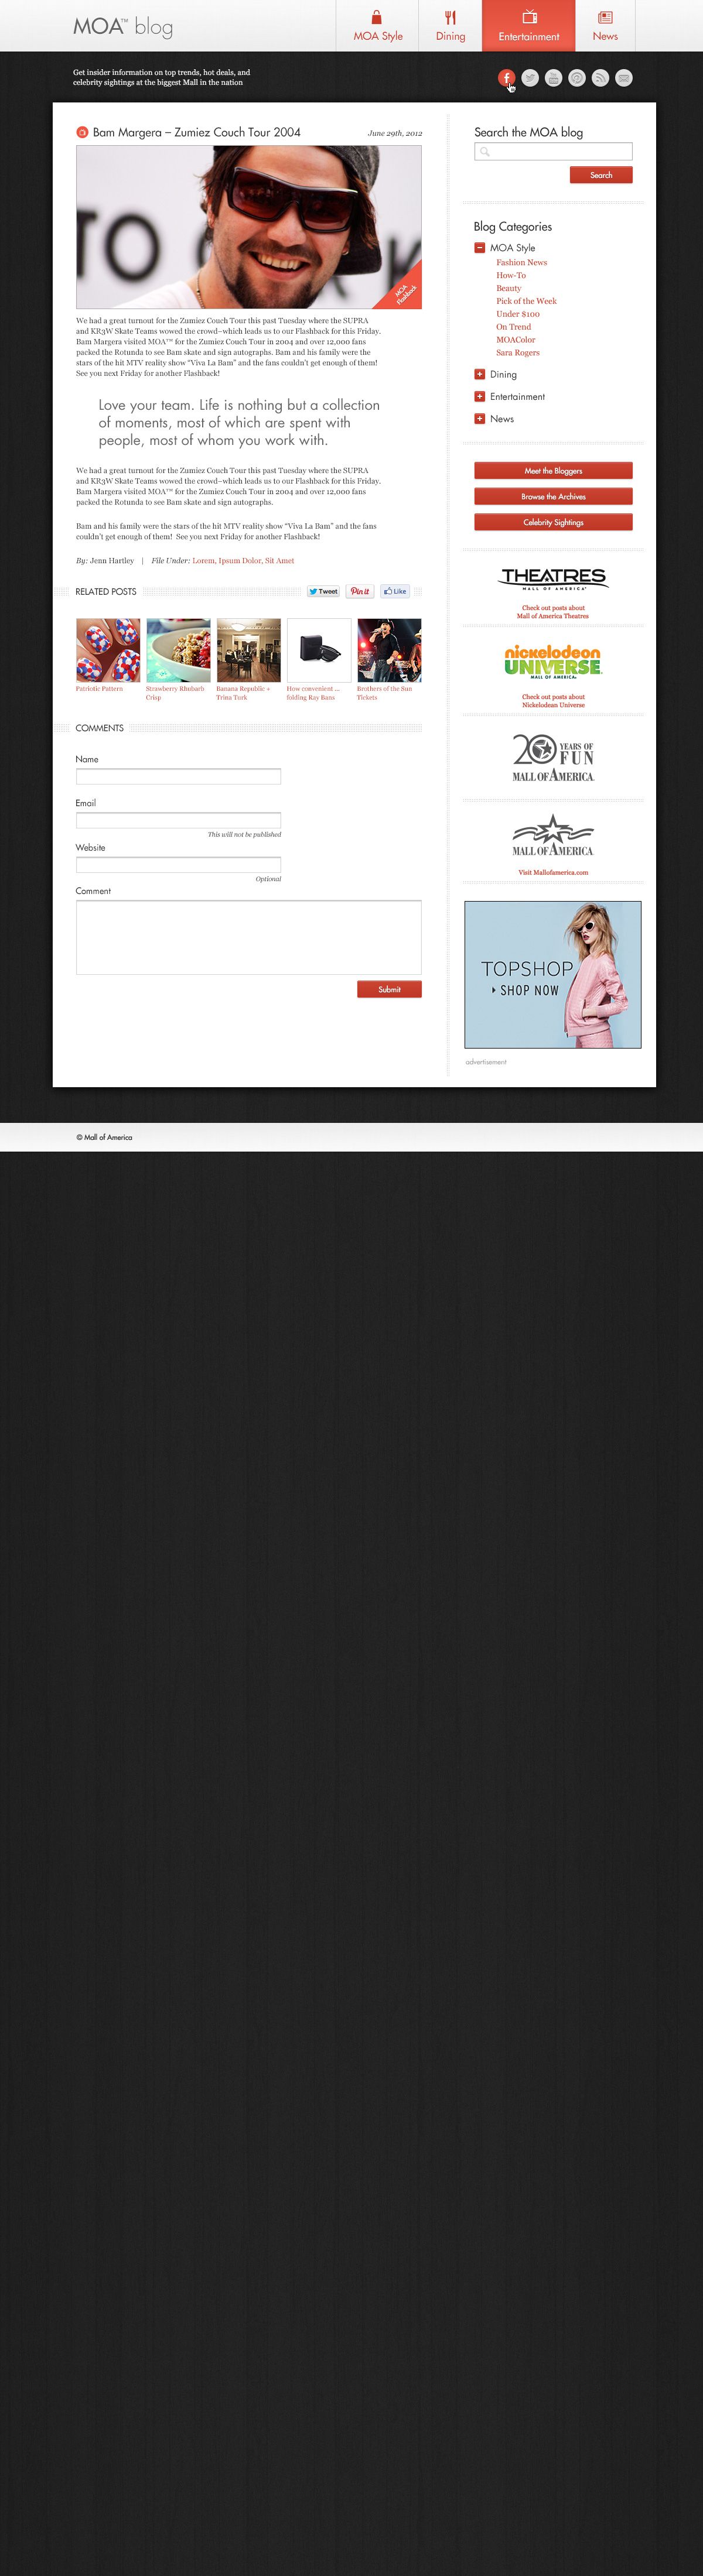 MOA™ blog
MOA Style
Dining
Entertainment
News
Get insider information on top trends, hot deals, and
celebrity sightings at the biggest Mall in the nation
Bam Margera – Zumiez Couch Tour 2004
June 29th, 2012
TO
MOA
Flashback
We had a great turnout for the Zumiez Couch Tour this past Tuesday where the SUPRA
and KR3W Skate Teams wowed the crowd–which leads us to our Flashback for this Friday.
Bam Margera visited MOA™ for the Zumiez Couch Tour in 2004 and over 12,000 fans
packed the Rotunda to see Bam skate and sign autographs. Bam and his family were the
stars of the hit MTV reality show “Viva La Bam” and the fans couldn't get enough of them!
See you next Friday for another Flashback!
Love your team. Life is nothing but a collection
of moments, most of which are spent with
people, most of whom you work with.
We had a great turnout for the Zumiez Couch Tour this past Tuesday where the SUPRA
and KR3W Skate Teams wowed the crowd–which leads us to our Flashback for this Friday.
Bam Margera visited MOA™ for the Zumiez Couch Tour in 2004 and over 12,000 fans
packed the Rotunda to see Bam skate and sign autographs.
Bam and his family were the stars of the hit MTV reality show “Viva La Bam” and the fans
couldn't get enough of them! See you next Friday for another Flashback!
By: Jenn Hartley | File Under: Lorem, Ipsum Dolor, Sit Amet
RELATED POSTS
Tweet
Pin it
Like
Patriotic Pattern
Strawberry Rhubarb
Crisp
Banana Republic +
Trina Turk
How convenient ...
folding Ray Bans
Brothers of the Sun
Tickets
COMMENTS
Name
Email
This will not be published
Website
Optional
Comment
Submit
Search the MOA blog
Search
Blog Categories
MOA Style
Fashion News
How-To
Beauty
Pick of the Week
Under $100
On Trend
MOAColor
Sara Rogers
Dining
Entertainment
News
Meet the Bloggers
Browse the Archives
Celebrity Sightings
THEATRES
MALL OF AMERICA
Check out posts about
Mall of America Theatres
nickelodeon
UNIVERSE
MALL OF AMERICA
Check out posts about
Nickelodeon Universe
20 YEARS OF
FUN
MALL OF AMERICA
MALL OF AMERICA
Visit Mallofamerica.com
TOPSHOP
SHOP NOW
advertisement
© Mall of America